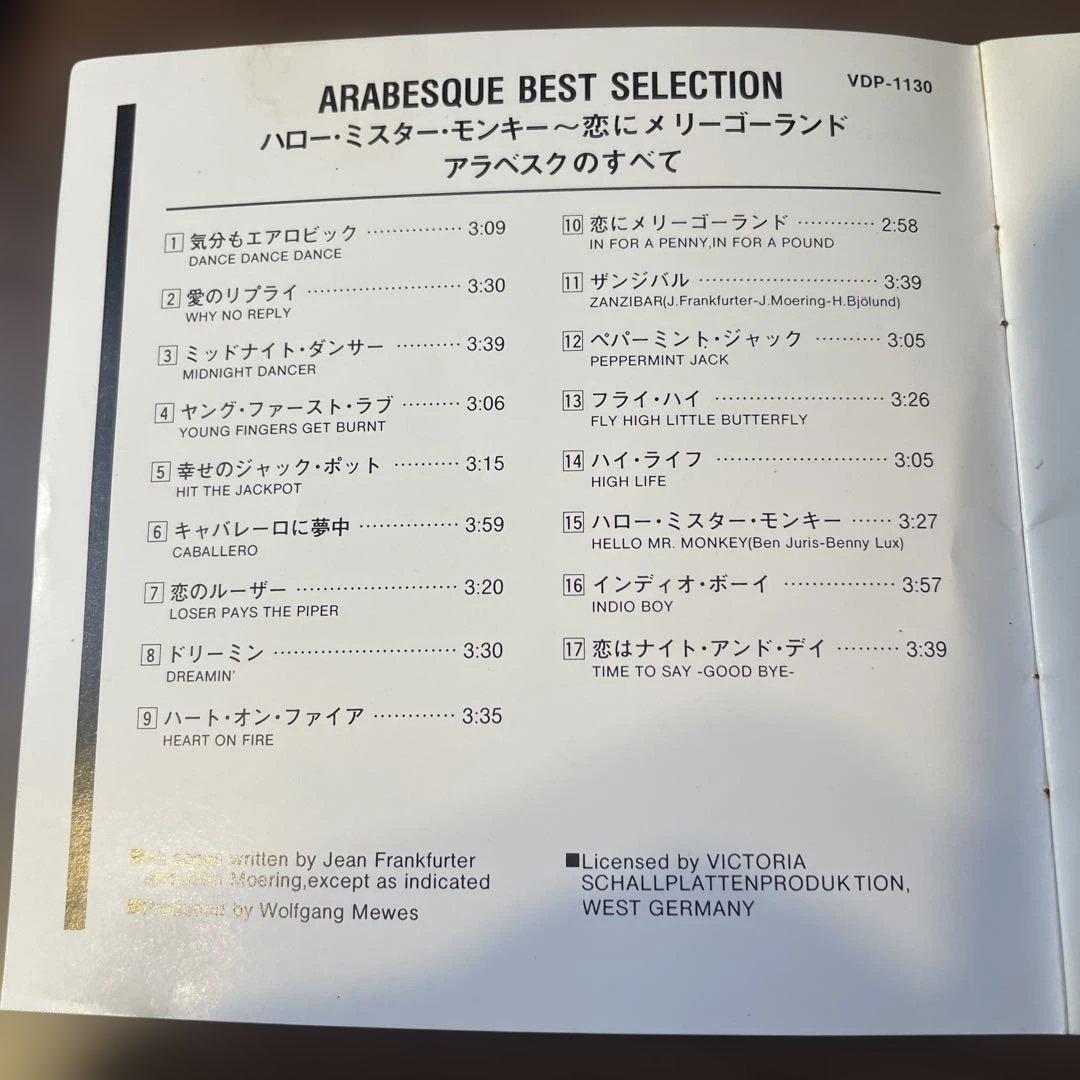 ARABESQUE BEST SELECTION
VDP-1130
ハロー・ミスター・モンキー～恋にメリーゴーランド
アラベスクのすべて
1 気分もエアロビック ……………… 3:09
DANCE DANCE DANCE
2 愛のリプライ ……………………… 3:30
WHY NO REPLY
3 ミッドナイト・ダンサー ………… 3:39
MIDNIGHT DANCER
4 ヤング・ファースト・ラブ ……… 3:06
YOUNG FINGERS GET BURNT
5 幸せのジャック・ポット ………… 3:15
HIT THE JACKPOT
6 キャバレーロに夢中 ……………… 3:59
CABALLERO
7 恋のルーザー ……………………… 3:20
LOSER PAYS THE PIPER
8 ドリーミン ………………………… 3:30
DREAMIN'
9 ハート・オン・ファイア ………… 3:35
HEART ON FIRE
10 恋にメリーゴーランド ………… 2:58
IN FOR A PENNY,IN FOR A POUND
11 ザンジバル ……………………… 3:39
ZANZIBAR(J.Frankfurter-J.Moering-H.Bjölund)
12 ペパーミント・ジャック ……… 3:05
PEPPERMINT JACK
13 フライ・ハイ …………………… 3:26
FLY HIGH LITTLE BUTTERFLY
14 ハイ・ライフ …………………… 3:05
HIGH LIFE
15 ハロー・ミスター・モンキー …… 3:27
HELLO MR. MONKEY(Ben Juris-Benny Lux)
16 インディオ・ボーイ …………… 3:57
INDIO BOY
17 恋はナイト・アンド・デイ ……… 3:39
TIME TO SAY -GOOD BYE-
■All songs written by Jean Frankfurter
and John Moering,except as indicated
■Produced by Wolfgang Mewes
■Licensed by VICTORIA
SCHALLPLATTENPRODUKTION,
WEST GERMANY